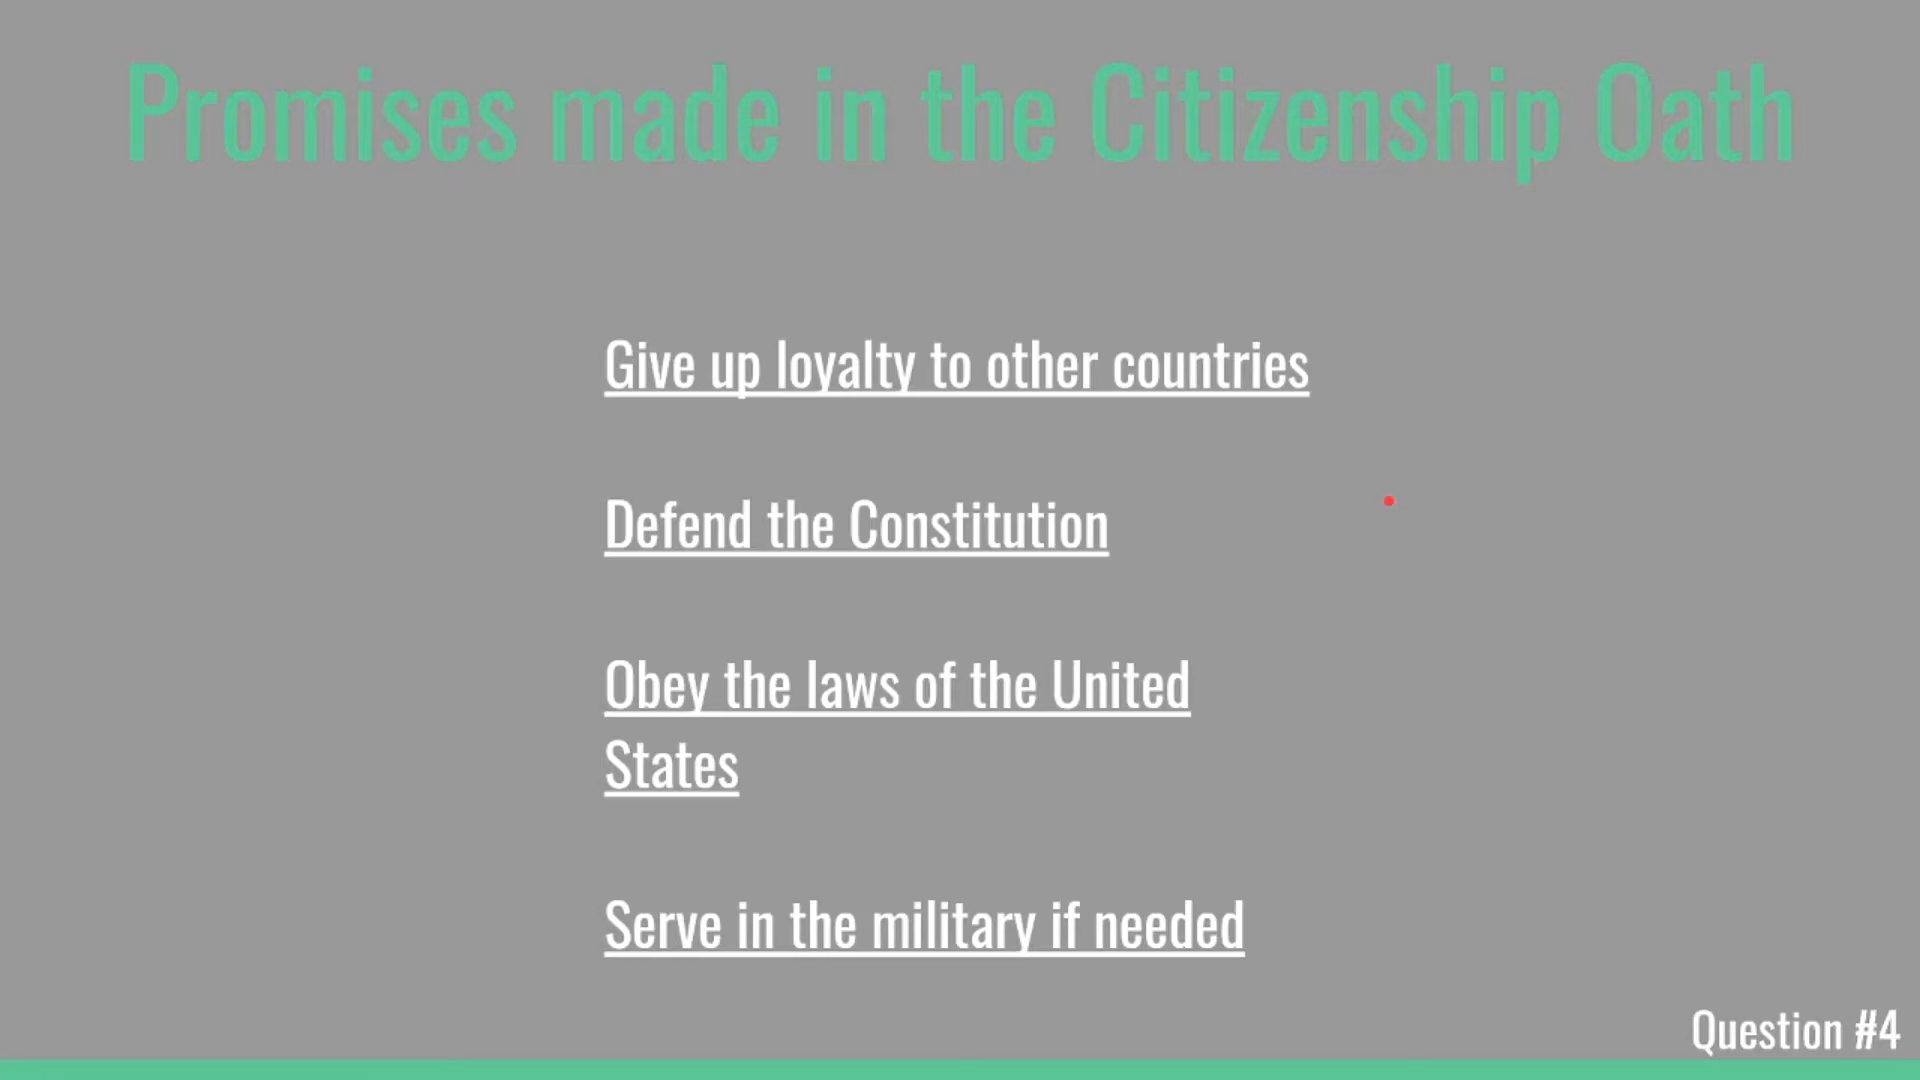 Promises made in the Citizenship Oath
Give up loyalty to other countries
Defend the Constitution
Obey the laws of the United
States
Serve in the military if needed
Question #4